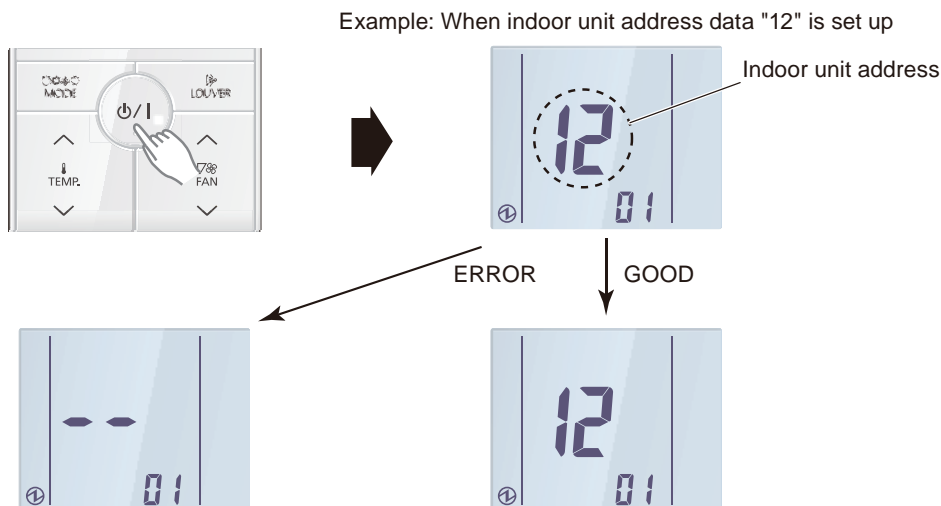 Example: When indoor unit address data "12" is set up
MODE
LOUVER
⏻/I
TEMP.
FAN
12
Indoor unit address
01
ERROR
GOOD
--
01
12
01